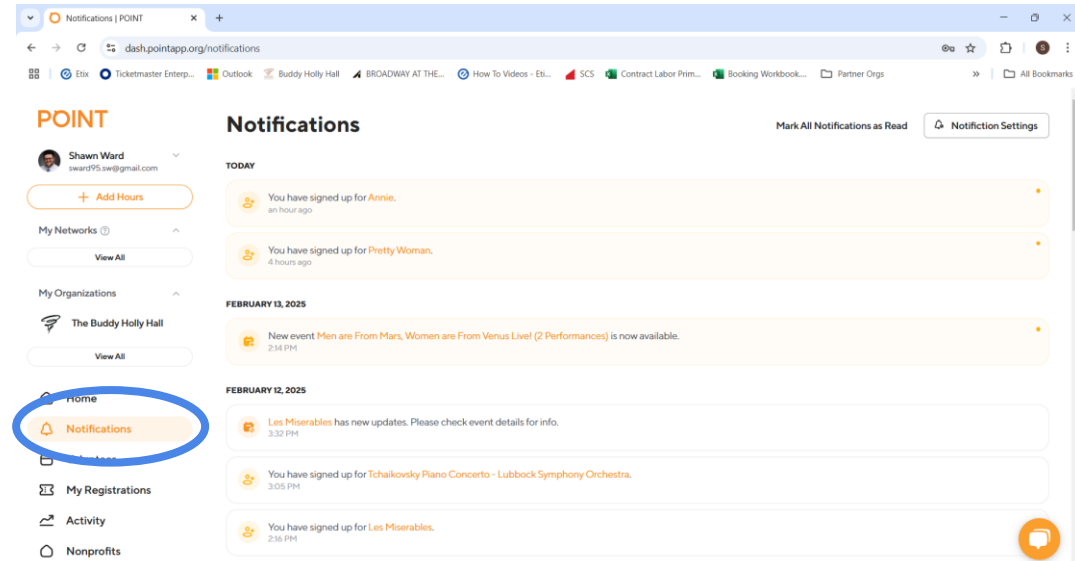 Notifications | POINT
dash.pointapp.org/notifications
S
Etix
Ticketmaster Enterp...
Outlook
Buddy Holly Hall
BROADWAY AT THE...
How To Videos - Eti...
SCS
Contract Labor Prim...
Booking Workbook....
Partner Orgs
All Bookmarks
POINT
Shawn Ward
sward95.sw@gmail.com
+ Add Hours
My Networks
View All
My Organizations
The Buddy Holly Hall
View All
Home
Notifications
My Registrations
Activity
Nonprofits
Notifications
Mark All Notifications as Read
Notifiction Settings
TODAY
You have signed up for Annie.
an hour ago
You have signed up for Pretty Woman.
4 hours ago
FEBRUARY 13, 2025
New event Men are From Mars, Women are From Venus Live! (2 Performances) is now available.
2:14 PM
FEBRUARY 12, 2025
Les Miserables has new updates. Please check event details for info.
3:32 PM
You have signed up for Tchaikovsky Piano Concerto - Lubbock Symphony Orchestra.
3:05 PM
You have signed up for Les Miserables.
2:16 PM